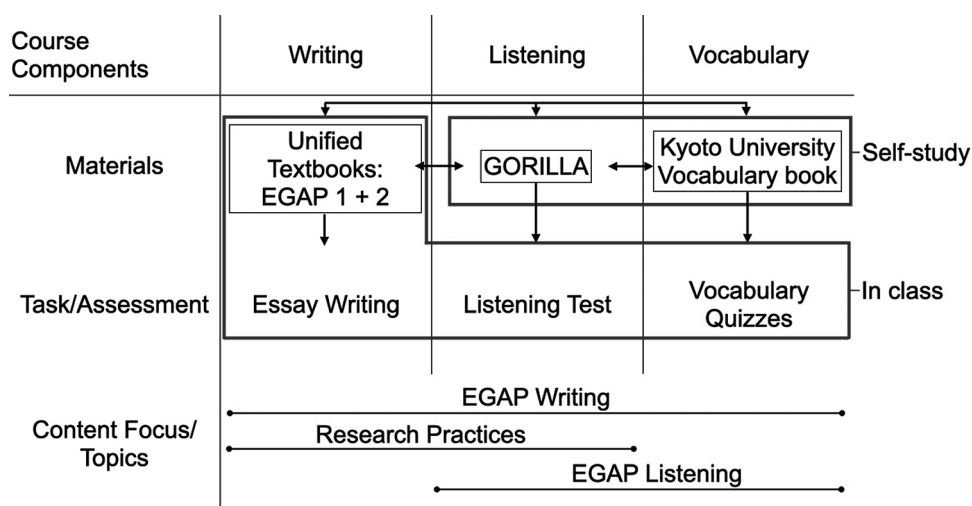 Course
Components
Writing
Listening
Vocabulary
Materials
Unified
Textbooks:
EGAP 1 + 2
GORILLA
Kyoto University
Vocabulary book
Self-study
Task/Assessment
Essay Writing
Listening Test
Vocabulary
Quizzes
In class
Content Focus/
Topics
EGAP Writing
Research Practices
EGAP Listening